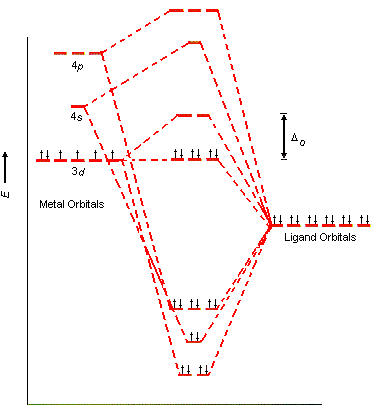 4p
4s
Δo
3d
E
Metal Orbitals
Ligand Orbitals